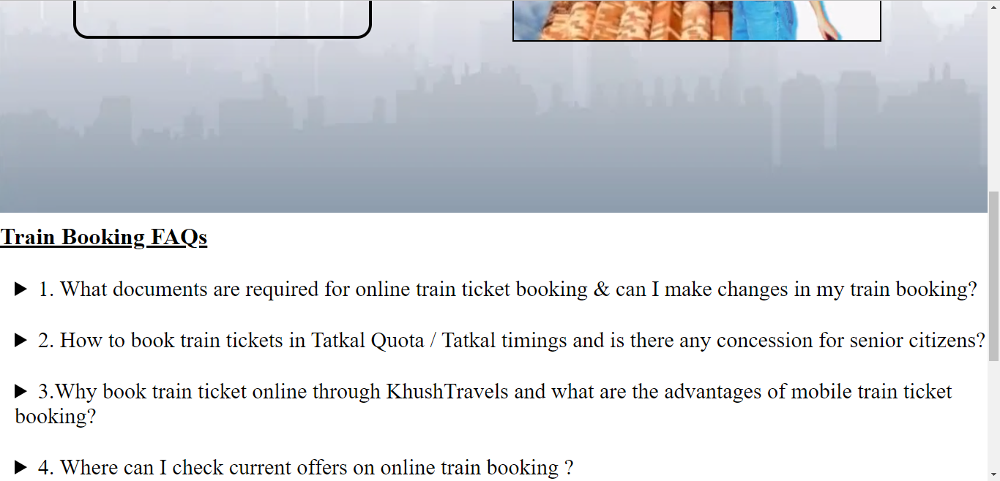 Train Booking FAQs
1. What documents are required for online train ticket booking & can I make changes in my train booking?
2. How to book train tickets in Tatkal Quota / Tatkal timings and is there any concession for senior citizens?
3.Why book train ticket online through KhushTravels and what are the advantages of mobile train ticket
booking?
4. Where can I check current offers on online train booking ?